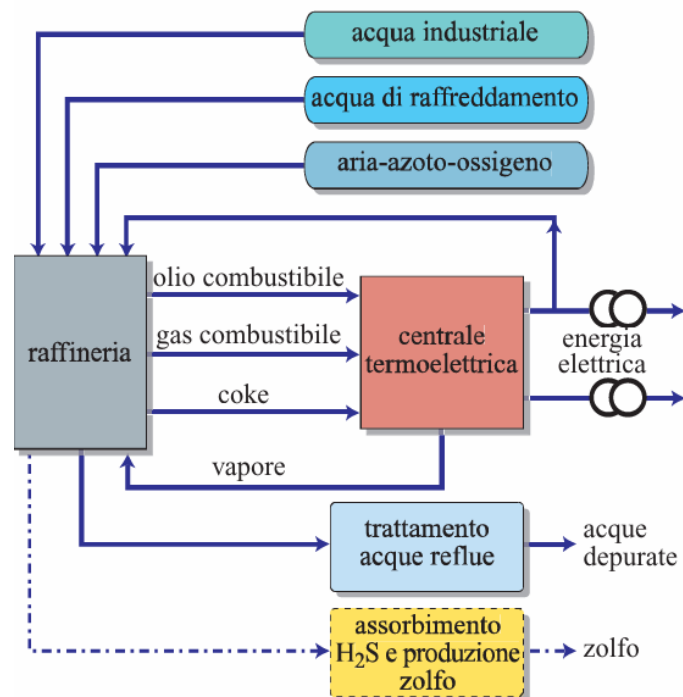 acqua industriale
acqua di raffreddamento
aria-azoto-ossigeno
olio combustibile
gas combustibile
coke
raffineria
centrale
termoelettrica
energia
elettrica
vapore
trattamento
acque reflue
acque
depurate
assorbimento
H₂S e produzione
zolfo
zolfo